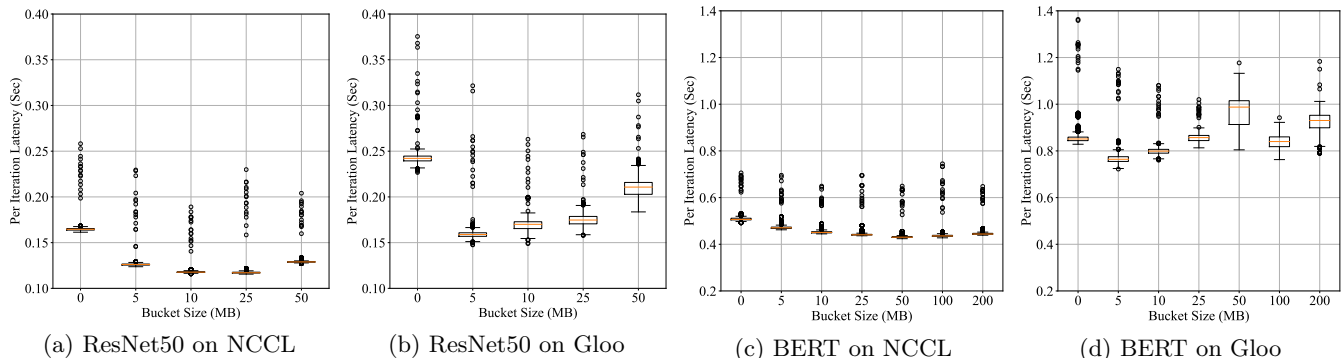 0.40
0.35
0.30
0.25
0.20
0.15
0.10
Per Iteration Latency (Sec)
0 5 10 25 50
Bucket Size (MB)
(a) ResNet50 on NCCL
0.40
0.35
0.30
0.25
0.20
0.15
0.10
Per Iteration Latency (Sec)
0 5 10 25 50
Bucket Size (MB)
(b) ResNet50 on Gloo
1.4
1.2
1.0
0.8
0.6
0.4
0.2
Per Iteration Latency (Sec)
0 5 10 25 50 100 200
Bucket Size (MB)
(c) BERT on NCCL
1.4
1.2
1.0
0.8
0.6
0.4
0.2
Per Iteration Latency (Sec)
0 5 10 25 50 100 200
Bucket Size (MB)
(d) BERT on Gloo